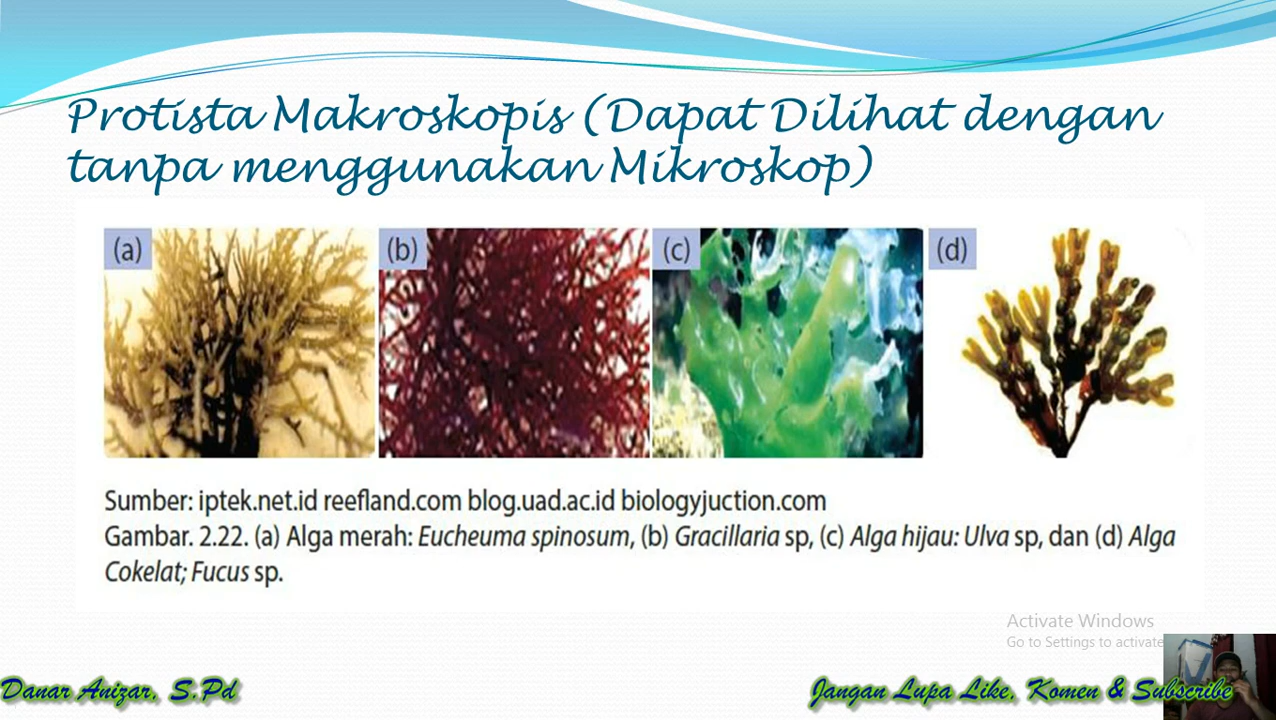 Protista Makroskopis (Dapat Dilihat dengan
tanpa menggunakan Mikroskop)
(a)
(b)
(c)
(d)
Sumber: iptek.net.id reefland.com blog.uad.ac.id biologyjuction.com
Gambar. 2.22. (a) Alga merah: Eucheuma spinosum, (b) Gracillaria sp, (c) Alga hijau: Ulva sp, dan (d) Alga
Cokelat; Fucus sp.
Activate Windows
Go to Settings to activate
Danar Anizar, S.Pd
Jangan Lupa Like, Komen & Subscribe